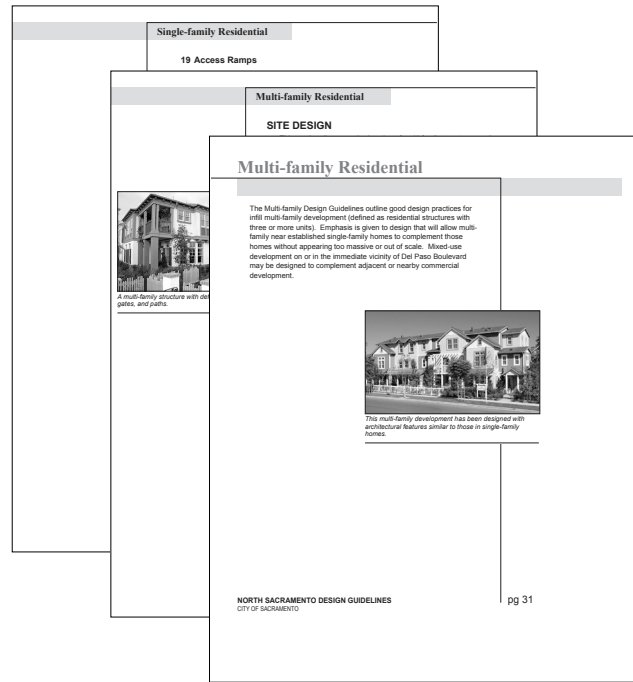 Single-family Residential
19 Access Ramps
Multi-family Residential
SITE DESIGN
A multi-family structure with
gates, and paths.
Multi-family Residential
The Multi-family Design Guidelines outline good design practices for
infill multi-family development (defined as residential structures with
three or more units). Emphasis is given to design that will allow multi-
family near established single-family homes to complement those
homes without appearing too massive or out of scale. Mixed-use
development on or in the immediate vicinity of Del Paso Boulevard
may be designed to complement adjacent or nearby commercial
development.
This multi-family development has been designed with
architectural features similar to those in single-family
homes.
NORTH SACRAMENTO DESIGN GUIDELINES
CITY OF SACRAMENTO
pg 31